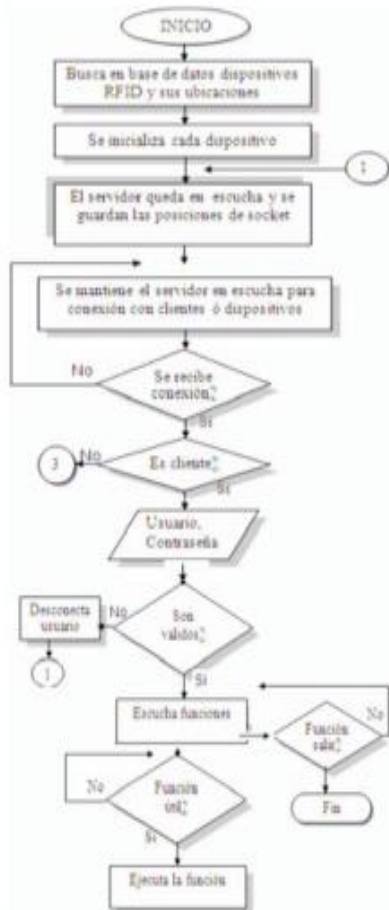 INICIO
Busca en base de datos dispositivos
RFID y sus ubicaciones
Se inicializa cada dispositivo
1
El servidor queda en escucha y se
guardan las posiciones de socket
Se mantiene el servidor en escucha para
conexión con clientes ó dispositivos
No
Se recibe
conexión?
Si
3
No
Es cliente?
Si
Usuario,
Contraseña
Desconecta
usuario
No
Son
validos?
1
Si
Escucha funciones
No
Función
salir?
Fin
No
Función
útil?
Si
Ejecuta la función